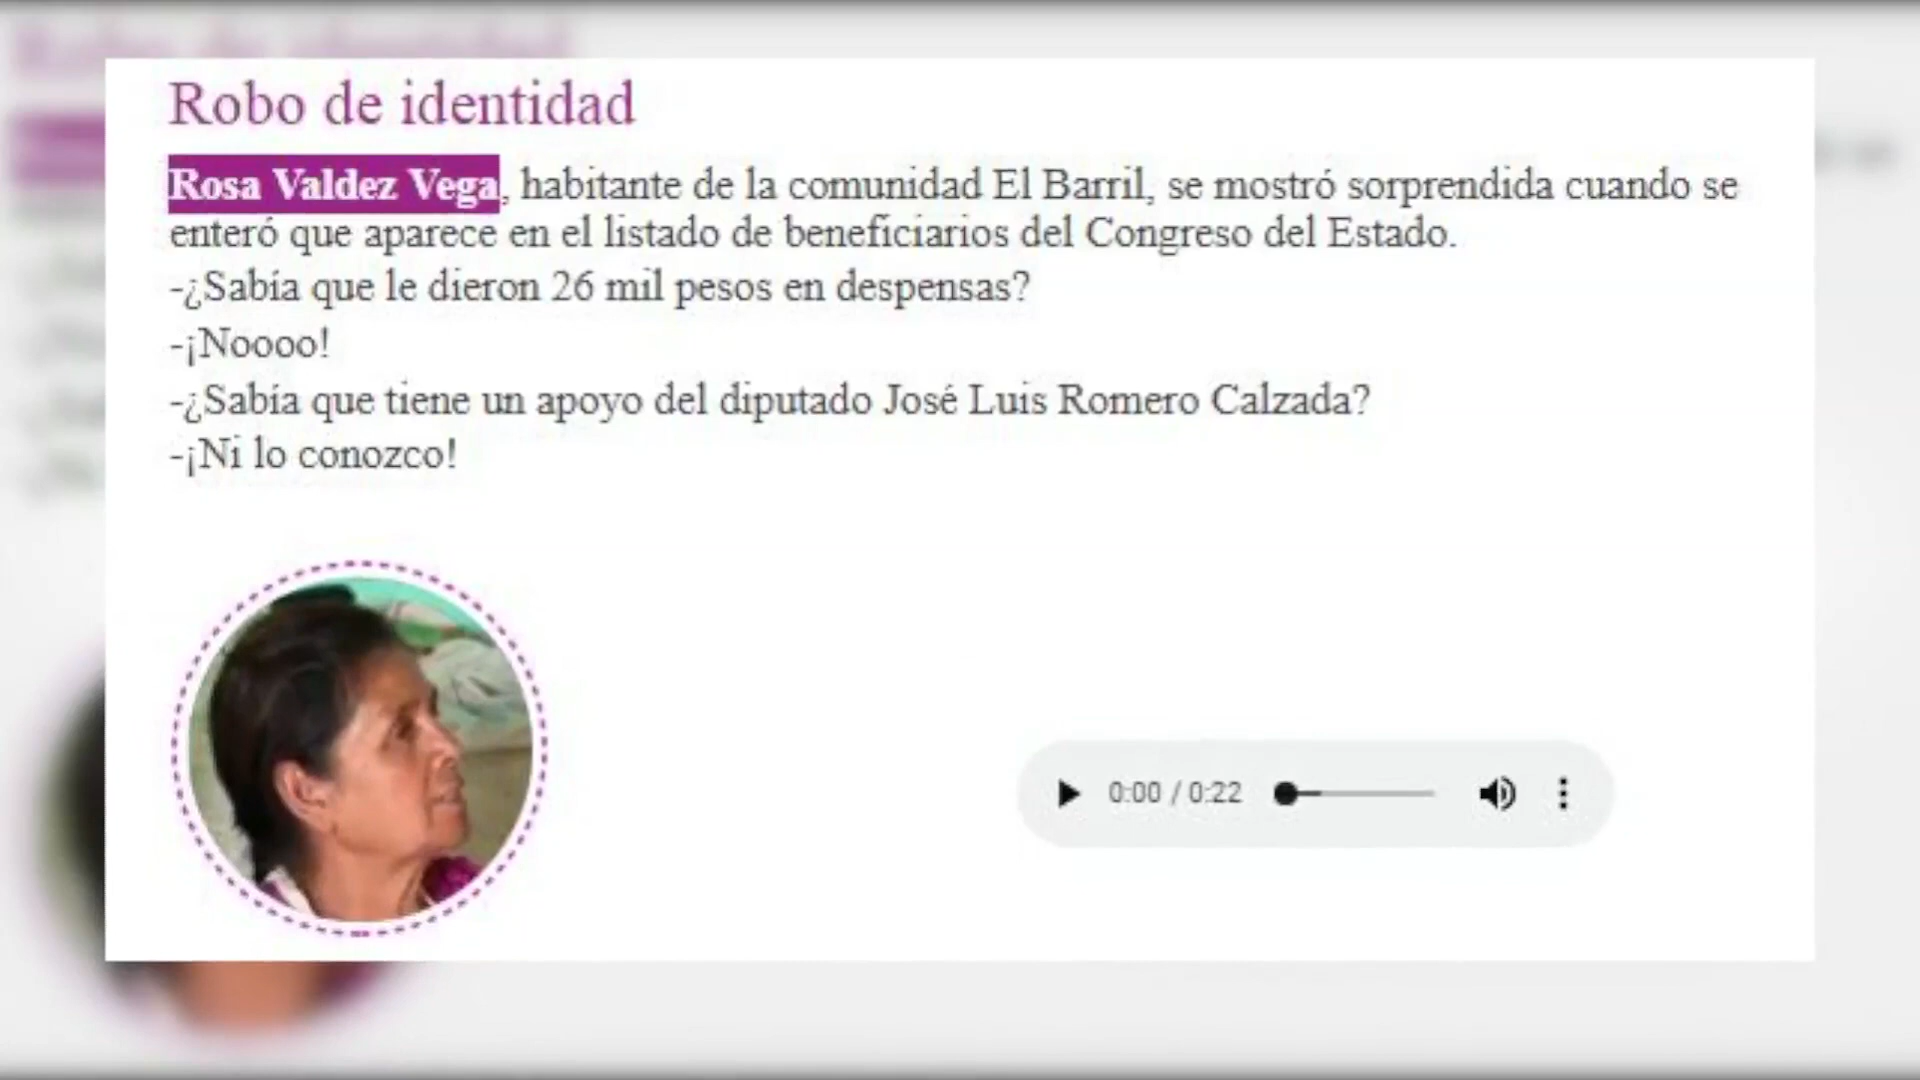 Robo de identidad
Rosa Valdez Vega, habitante de la comunidad El Barril, se mostró sorprendida cuando se
enteró que aparece en el listado de beneficiarios del Congreso del Estado.
-¿Sabía que le dieron 26 mil pesos en despensas?
-¡Noooo!
-¿Sabía que tiene un apoyo del diputado José Luis Romero Calzada?
-¡Ni lo conozco!
0:00 / 0:22